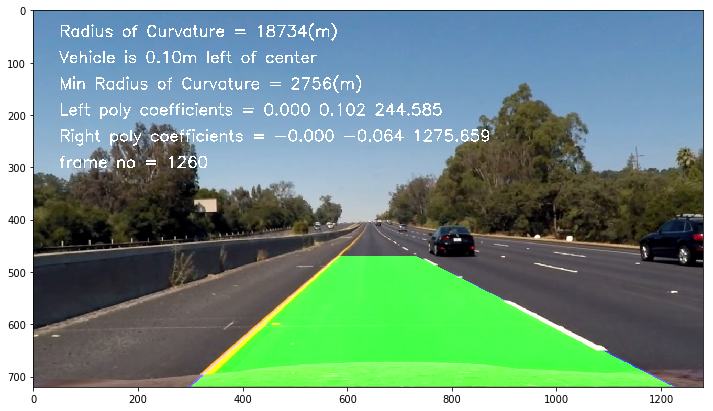 Radius of Curvature = 18734(m)
Vehicle is 0.10m left of center
Min Radius of Curvature = 2756(m)
Left poly coefficients = 0.000 0.102 244.585
Right poly coefficients = −0.000 −0.064 1275.659
frame no = 1260
0
100
200
300
400
500
600
700
0 200 400 600 800 1000 1200